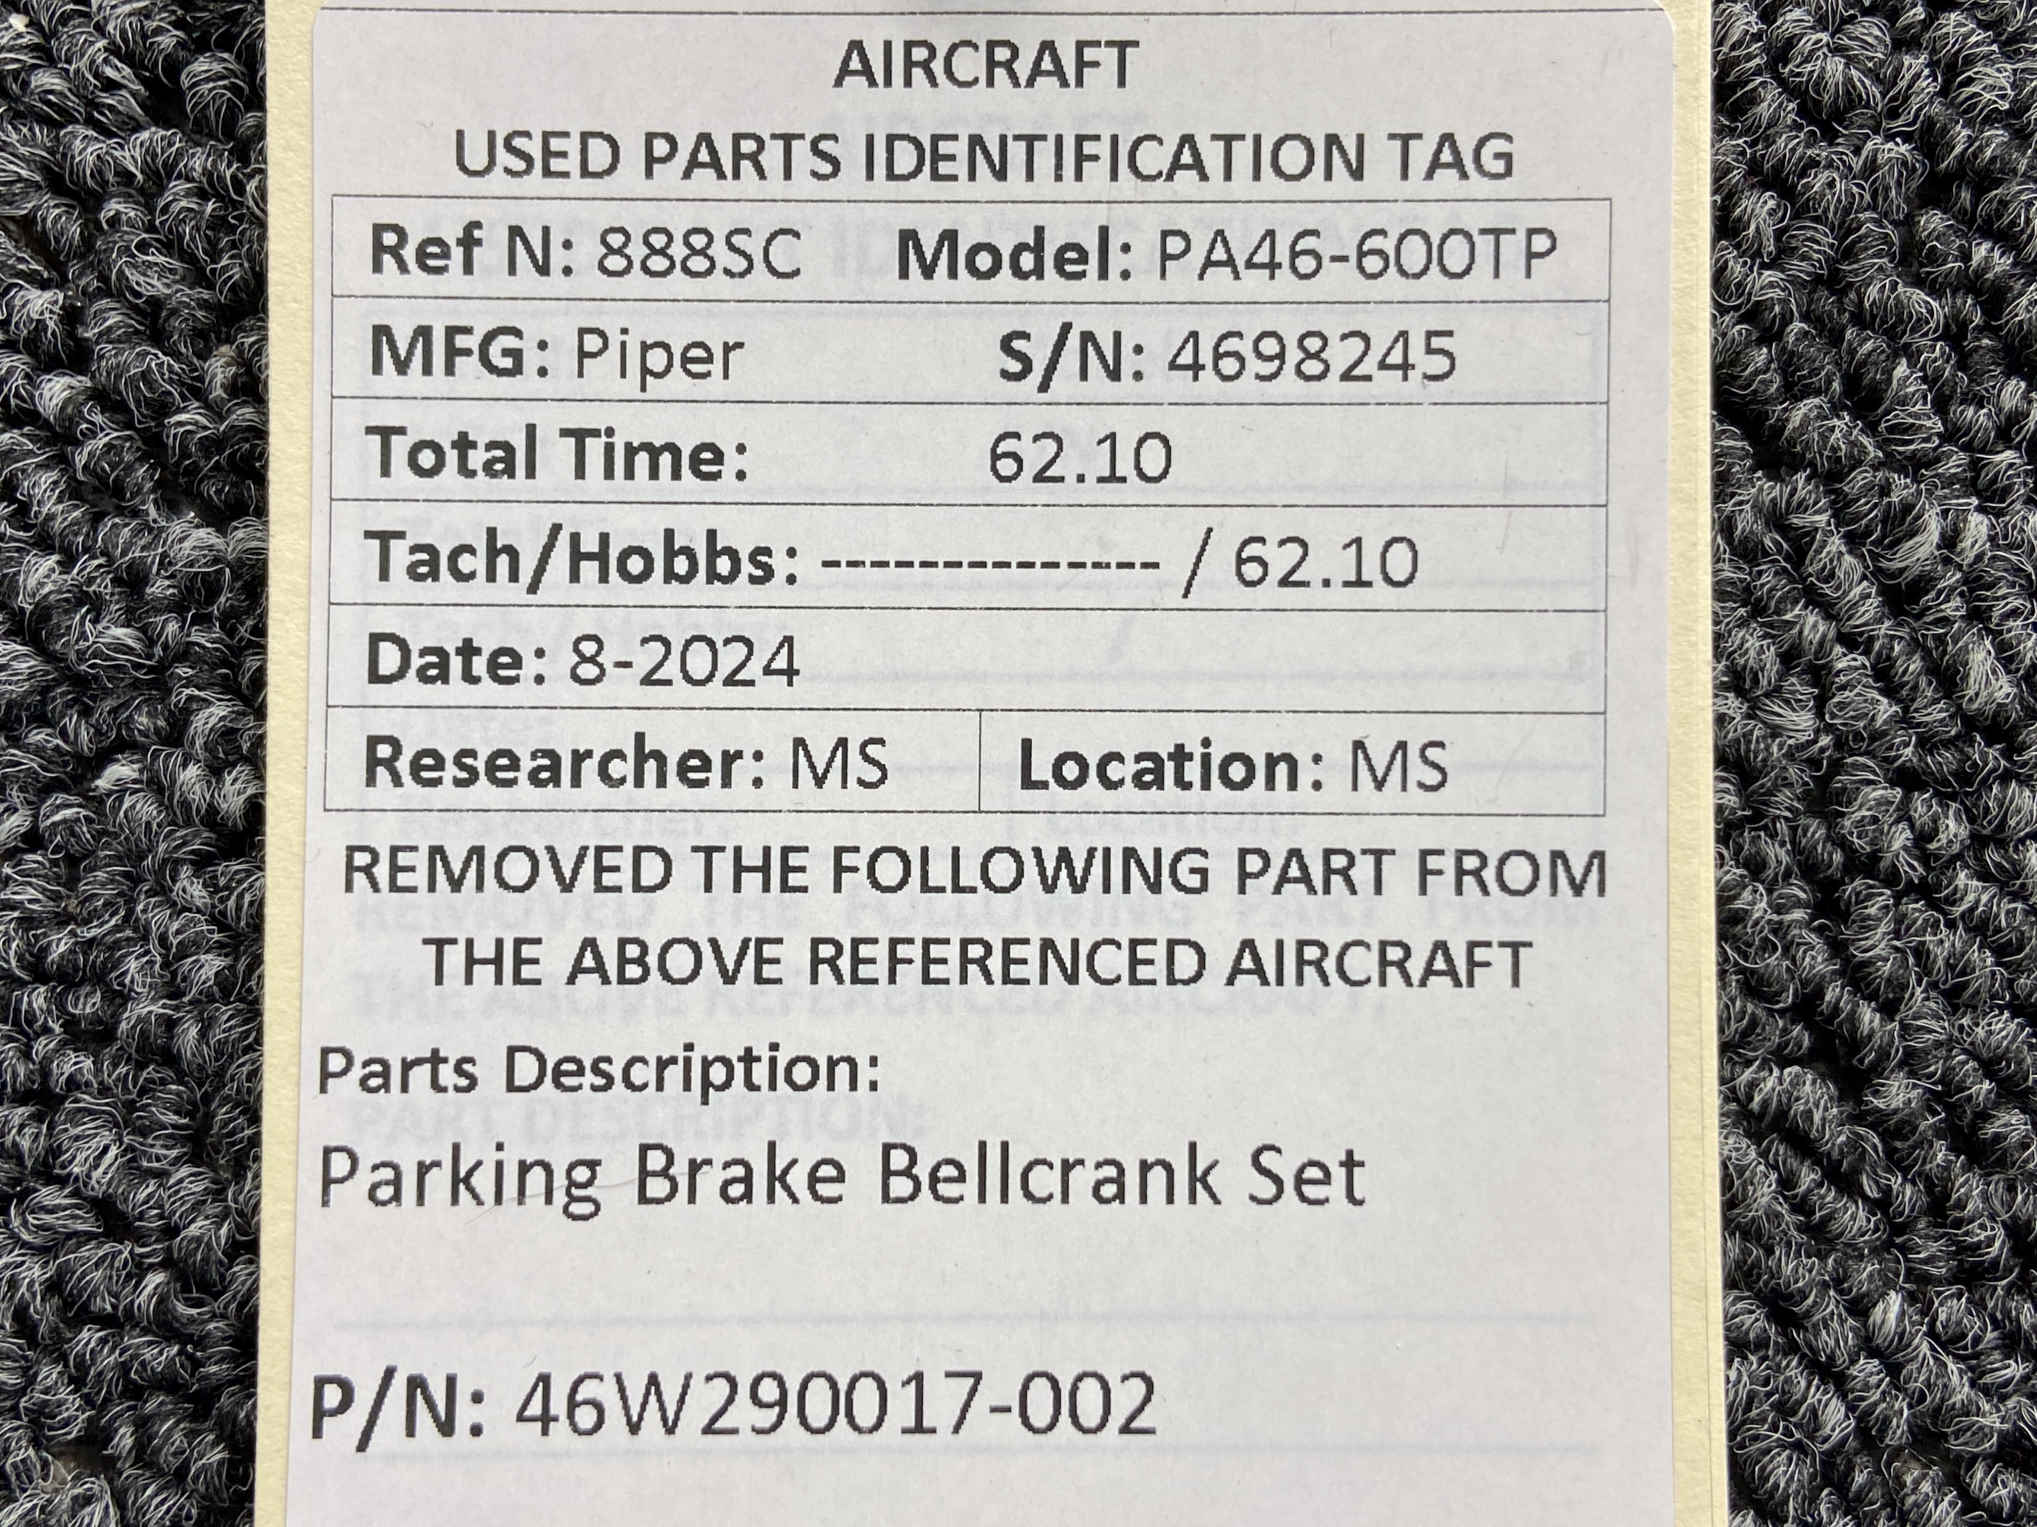 AIRCRAFT
USED PARTS IDENTIFICATION TAG
Ref N: 888SC Model: PA46-600TP
MFG: Piper S/N: 4698245
Total Time: 62.10
Tach/Hobbs: -------------- / 62.10
Date: 8-2024
Researcher: MS Location: MS
REMOVED THE FOLLOWING PART FROM
THE ABOVE REFERENCED AIRCRAFT
Parts Description:
Parking Brake Bellcrank Set
P/N: 46W290017-002